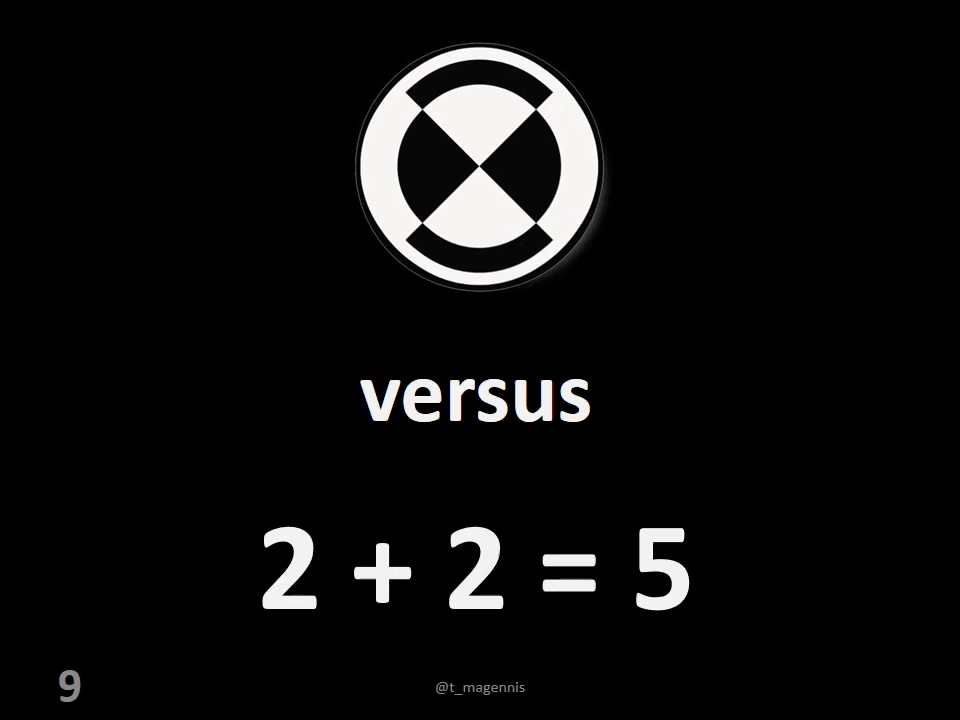 versus
2 + 2 = 5
9
@t_magennis